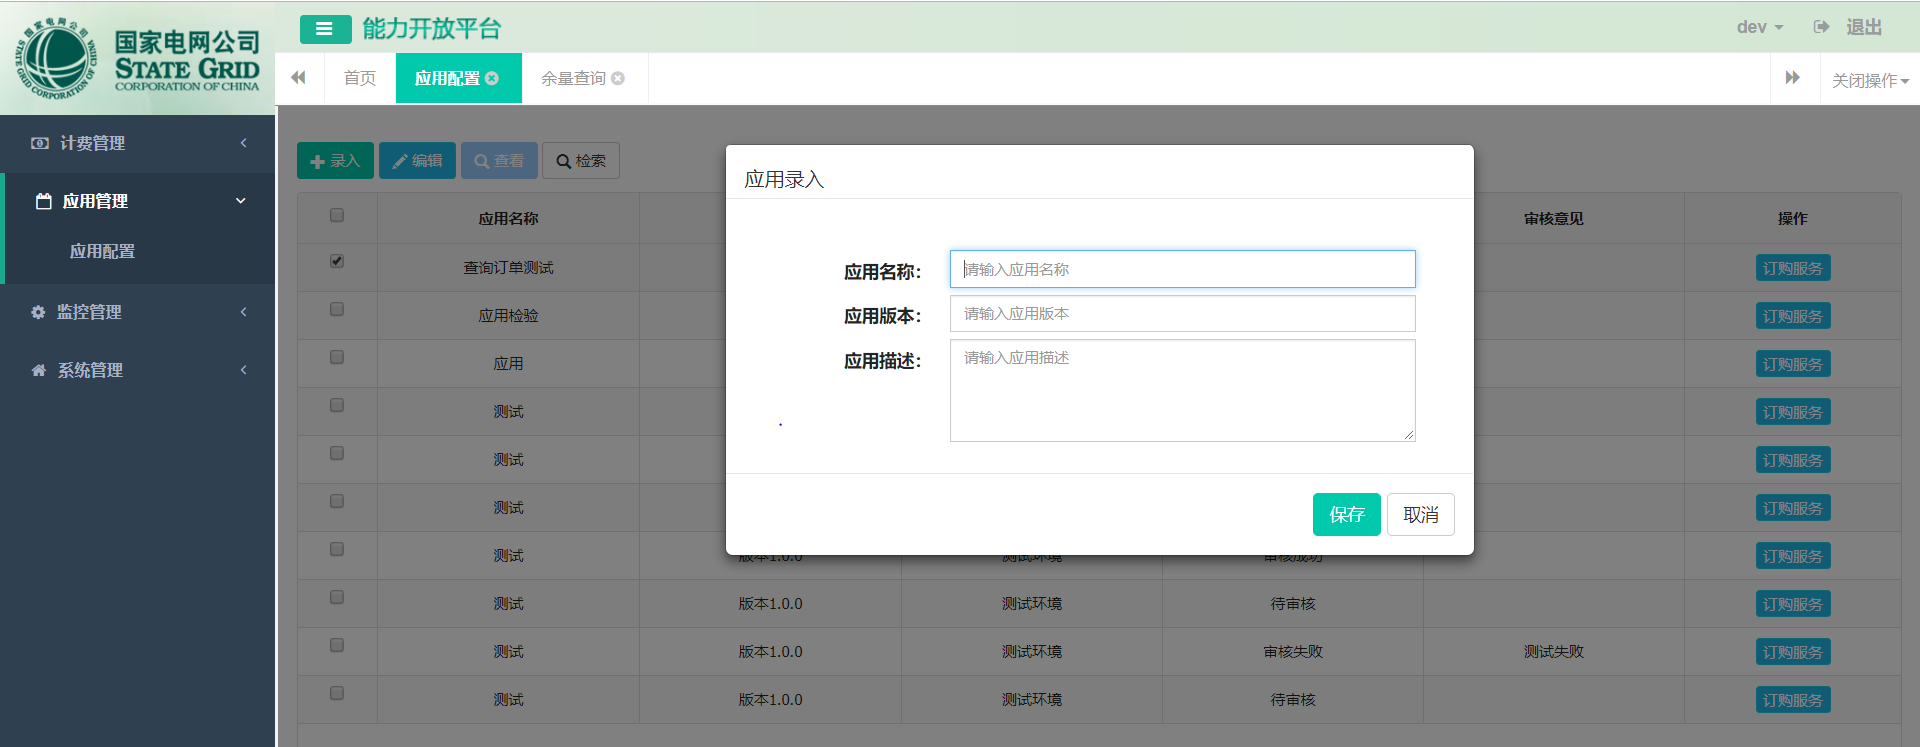 国家电网公司
STATE GRID
CORPORATION OF CHINA
国家电网公司
STATE GRID CORPORATION OF CHINA
能力开放平台
dev
退出
首页
应用配置
余量查询
关闭操作
计费管理
应用管理
应用配置
监控管理
系统管理
录入 编辑 查看 检索
应用名称 审核意见 操作
查询订单测试 订购服务
应用检验 订购服务
应用 订购服务
测试 订购服务
测试 订购服务
测试 订购服务
测试 版本1.0.0 测试环境 审核成功 订购服务
测试 版本1.0.0 测试环境 待审核 订购服务
测试 版本1.0.0 测试环境 审核失败 测试失败 订购服务
测试 版本1.0.0 测试环境 待审核 订购服务
应用录入
应用名称： 请输入应用名称
应用版本： 请输入应用版本
应用描述： 请输入应用描述
保存 取消